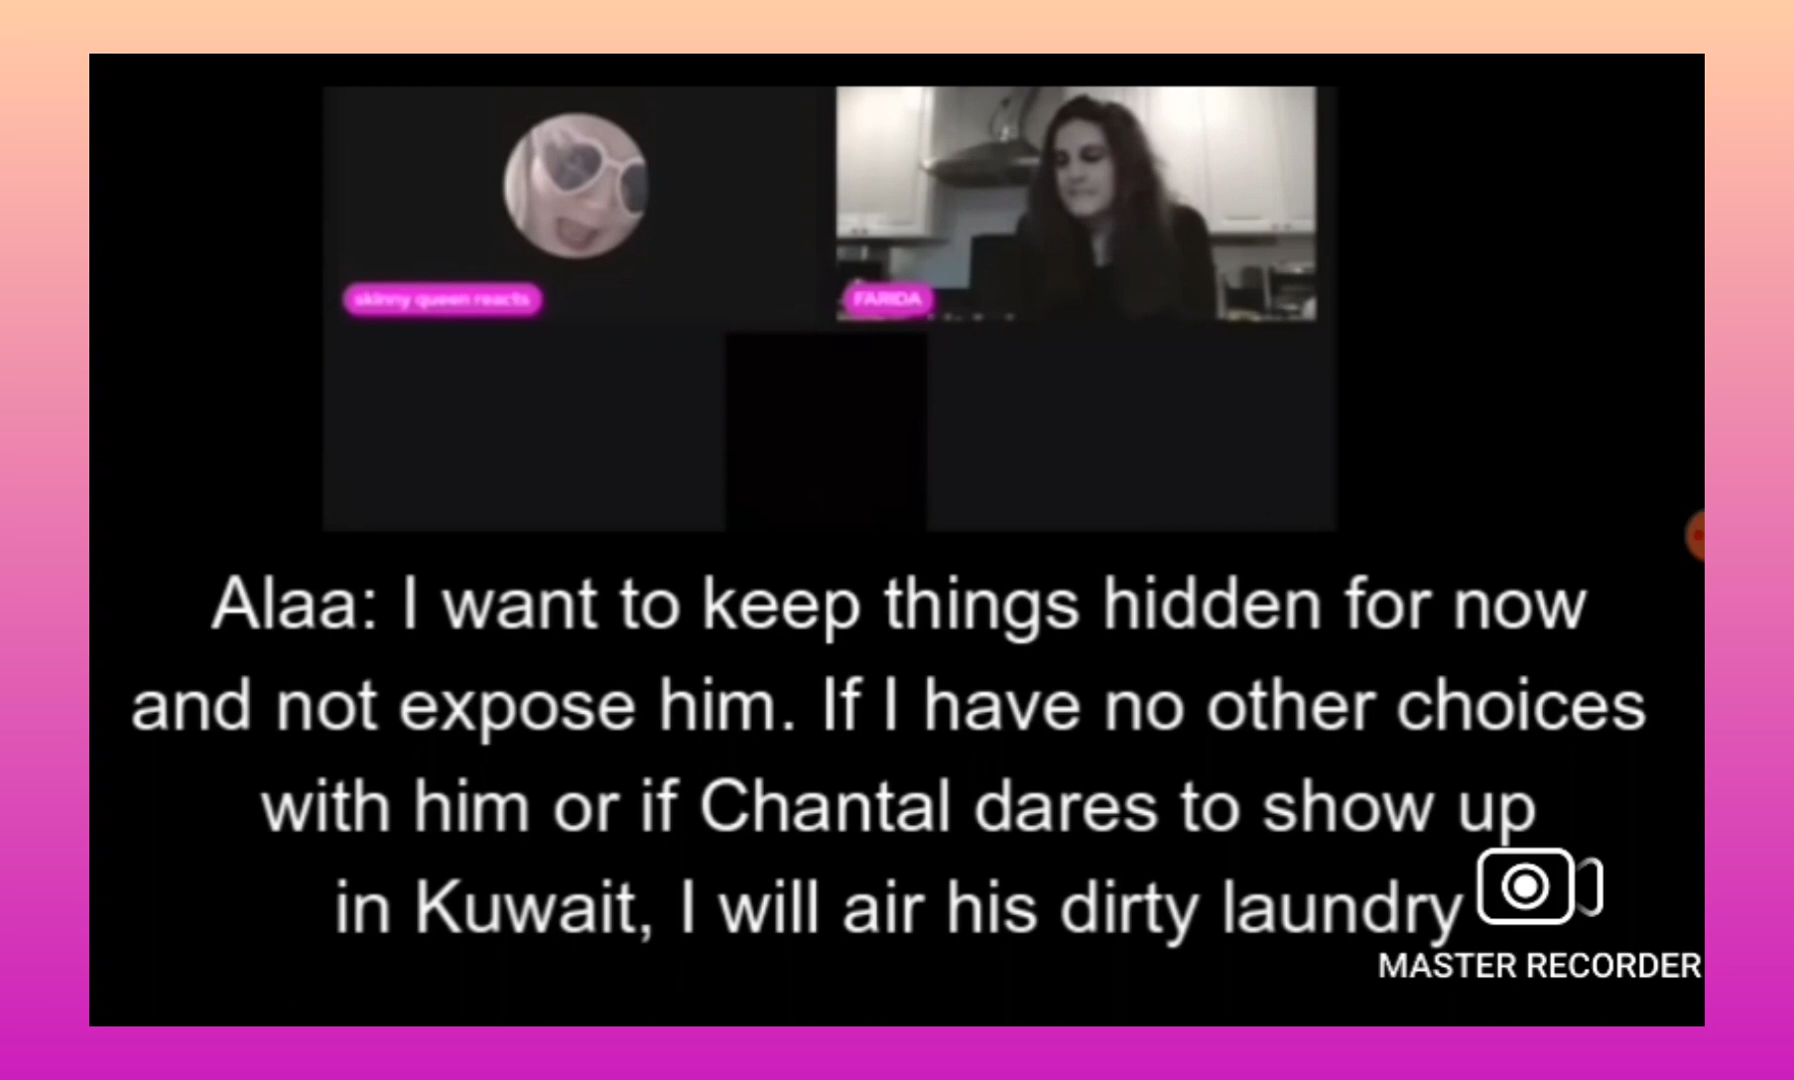 skinny queen reacts
FARIDA
Alaa: I want to keep things hidden for now
and not expose him. If I have no other choices
with him or if Chantal dares to show up
in Kuwait, I will air his dirty laundry
MASTER RECORDER